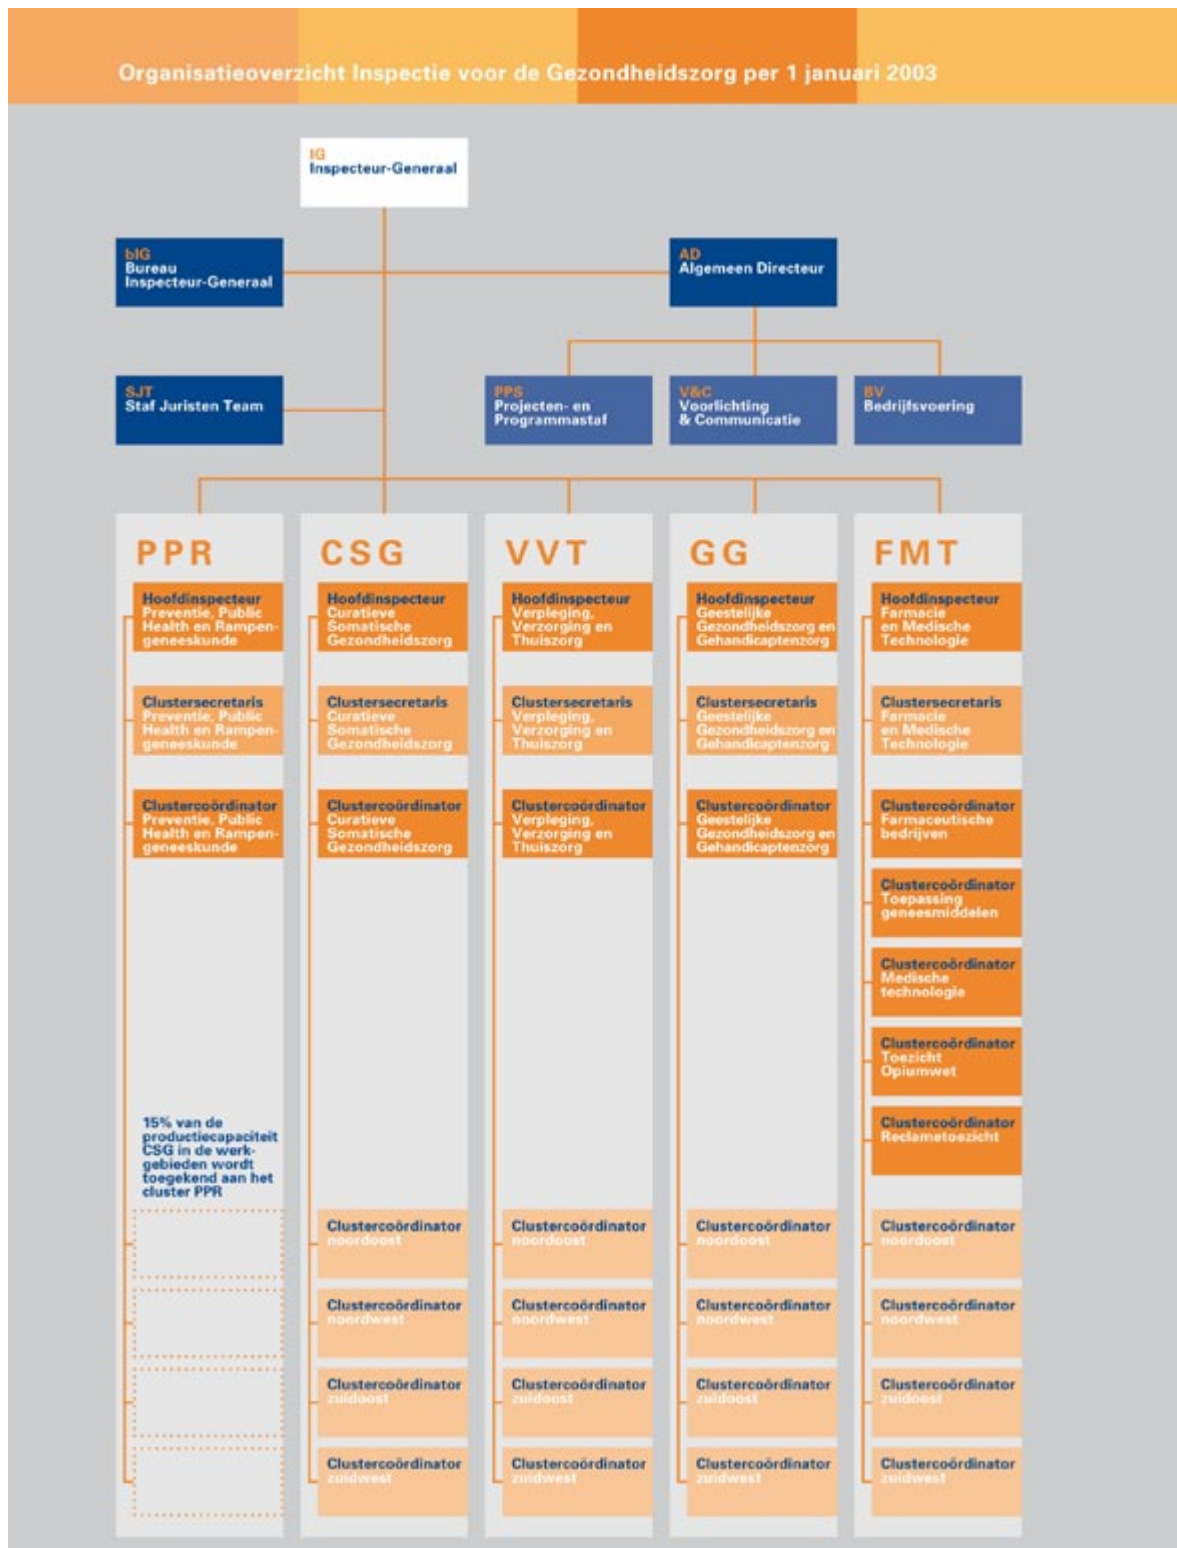 Organisatieoverzicht Inspectie voor de Gezondheidszorg per 1 januari 2003
IG
Inspecteur-Generaal
bIG
Bureau
Inspecteur-Generaal
AD
Algemeen Directeur
SJT
Staf Juristen Team
PPS
Projecten- en
Programmastaf
V&C
Voorlichting
& Communicatie
BV
Bedrijfsvoering
PPR
Hoofdinspecteur
Preventie, Public
Health en Rampen-
geneeskunde
Clustersecretaris
Preventie, Public
Health en Rampen-
geneeskunde
Clustercoördinator
Preventie, Public
Health en Rampen-
geneeskunde
15% van de
productiecapaciteit
CSG in de werk-
gebieden wordt
toegekend aan het
cluster PPR
CSG
Hoofdinspecteur
Curatieve
Somatische
Gezondheidszorg
Clustersecretaris
Curatieve
Somatische
Gezondheidszorg
Clustercoördinator
Curatieve
Somatische
Gezondheidszorg
Clustercoördinator
noordoost
Clustercoördinator
noordwest
Clustercoördinator
zuidoost
Clustercoördinator
zuidwest
VVT
Hoofdinspecteur
Verpleging,
Verzorging en
Thuiszorg
Clustersecretaris
Verpleging,
Verzorging en
Thuiszorg
Clustercoördinator
Verpleging,
Verzorging en
Thuiszorg
Clustercoördinator
noordoost
Clustercoördinator
noordwest
Clustercoördinator
zuidoost
Clustercoördinator
zuidwest
GG
Hoofdinspecteur
Geestelijke
Gezondheidszorg en
Gehandicaptenzorg
Clustersecretaris
Geestelijke
Gezondheidszorg en
Gehandicaptenzorg
Clustercoördinator
Geestelijke
Gezondheidszorg en
Gehandicaptenzorg
Clustercoördinator
noordoost
Clustercoördinator
noordwest
Clustercoördinator
zuidoost
Clustercoördinator
zuidwest
FMT
Hoofdinspecteur
Farmacie
en Medische
Technologie
Clustersecretaris
Farmacie
en Medische
Technologie
Clustercoördinator
Farmaceutische
bedrijven
Clustercoördinator
Toepassing
geneesmiddelen
Clustercoördinator
Medische
technologie
Clustercoördinator
Toezicht
Opiumwet
Clustercoördinator
Reclametoezicht
Clustercoördinator
noordoost
Clustercoördinator
noordwest
Clustercoördinator
zuidoost
Clustercoördinator
zuidwest